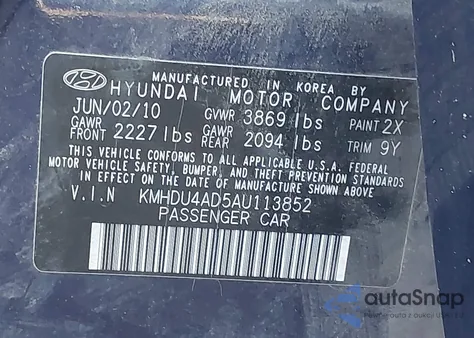 MANUFACTURED IN KOREA BY
HYUNDAI MOTOR COMPANY
JUN/02/10 GVWR 3869 lbs PAINT 2X
GAWR FRONT 2227 lbs GAWR REAR 2094 lbs TRIM 9Y
THIS VEHICLE CONFORMS TO ALL APPLICABLE U.S.A. FEDERAL
MOTOR VEHICLE SAFETY, BUMPER, AND THEFT PREVENTION STANDARDS
IN EFFECT ON THE DATE OF MANUFACTURE SHOWN ABOVE
V.I.N KMHDU4AD5AU113852
PASSENGER CAR
autaSnap